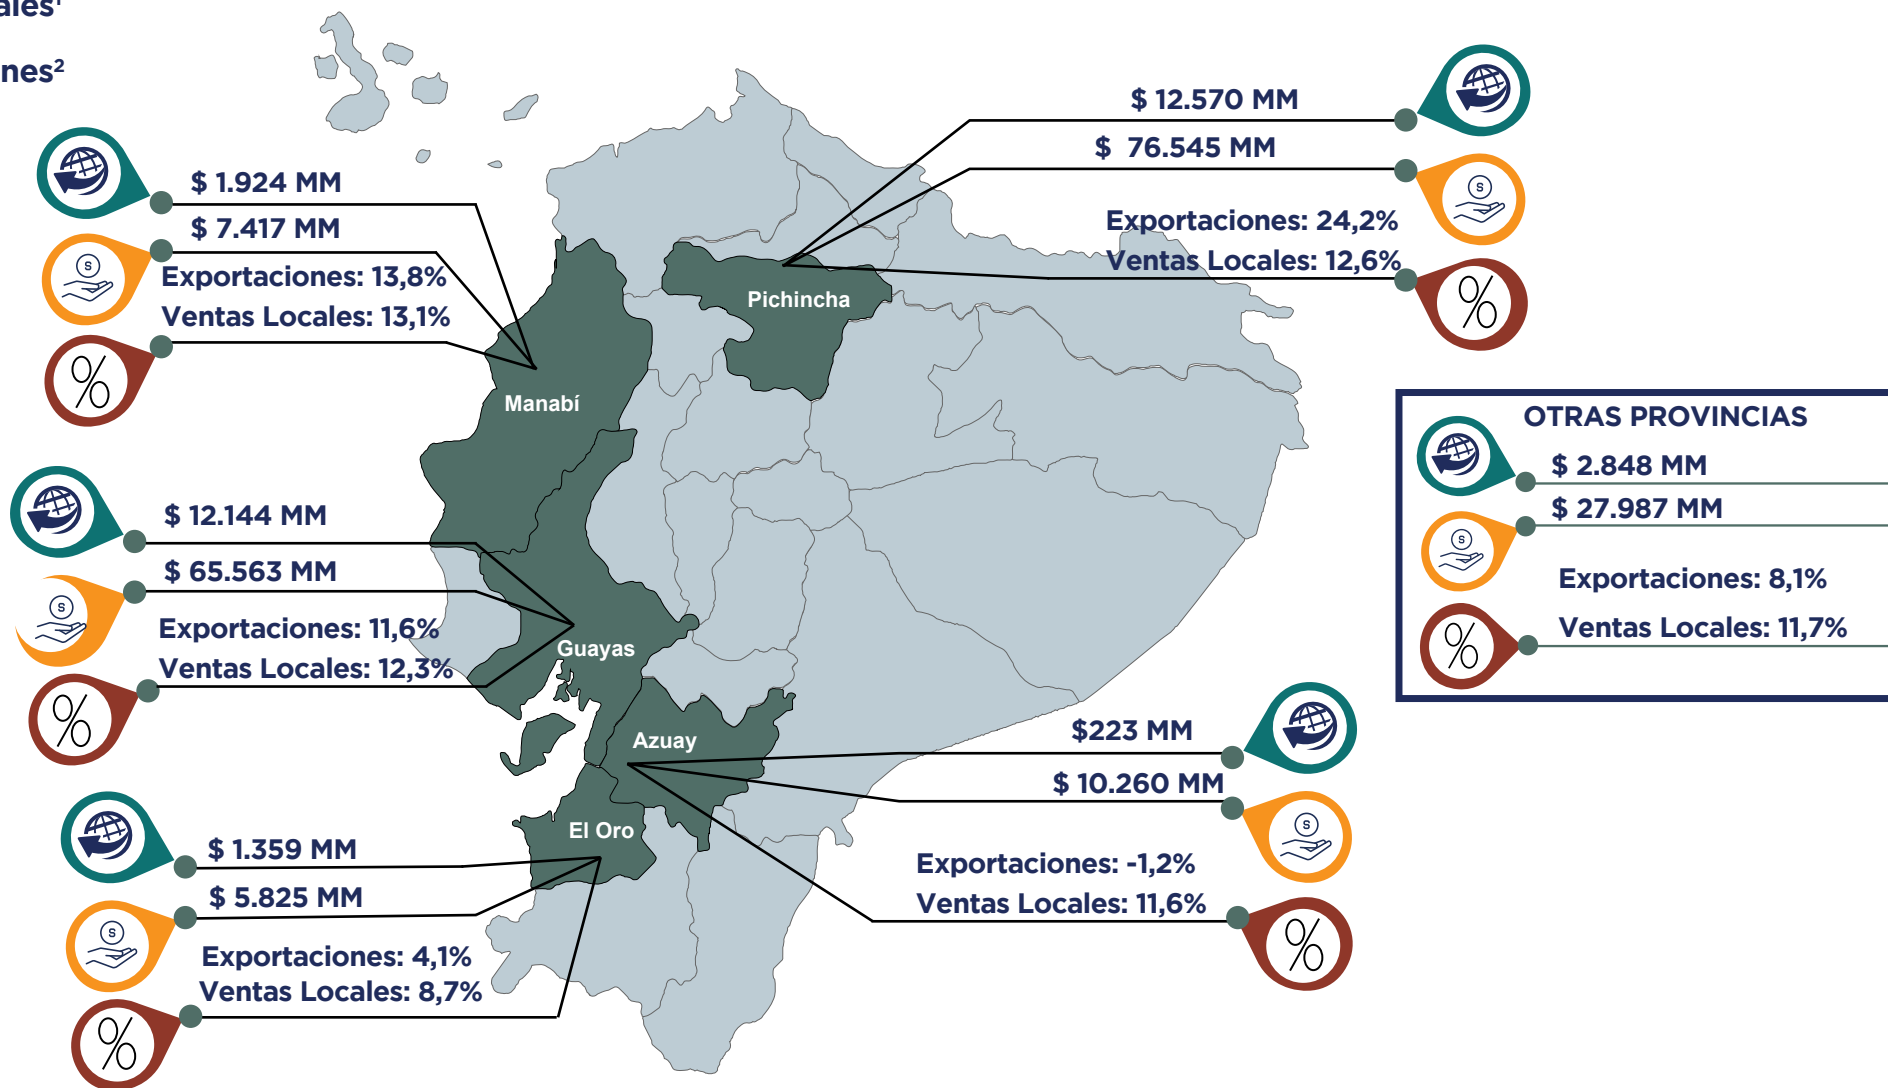 $ 1.924 MM
$ 7.417 MM
Exportaciones: 13,8%
Ventas Locales: 13,1%
$ 12.570 MM
$ 76.545 MM
Exportaciones: 24,2%
Ventas Locales: 12,6%
Pichincha
Manabí
OTRAS PROVINCIAS
$ 2.848 MM
$ 27.987 MM
Exportaciones: 8,1%
Ventas Locales: 11,7%
$ 12.144 MM
$ 65.563 MM
Exportaciones: 11,6%
Ventas Locales: 12,3%
Guayas
Azuay
$223 MM
$ 10.260 MM
Exportaciones: -1,2%
Ventas Locales: 11,6%
El Oro
$ 1.359 MM
$ 5.825 MM
Exportaciones: 4,1%
Ventas Locales: 8,7%